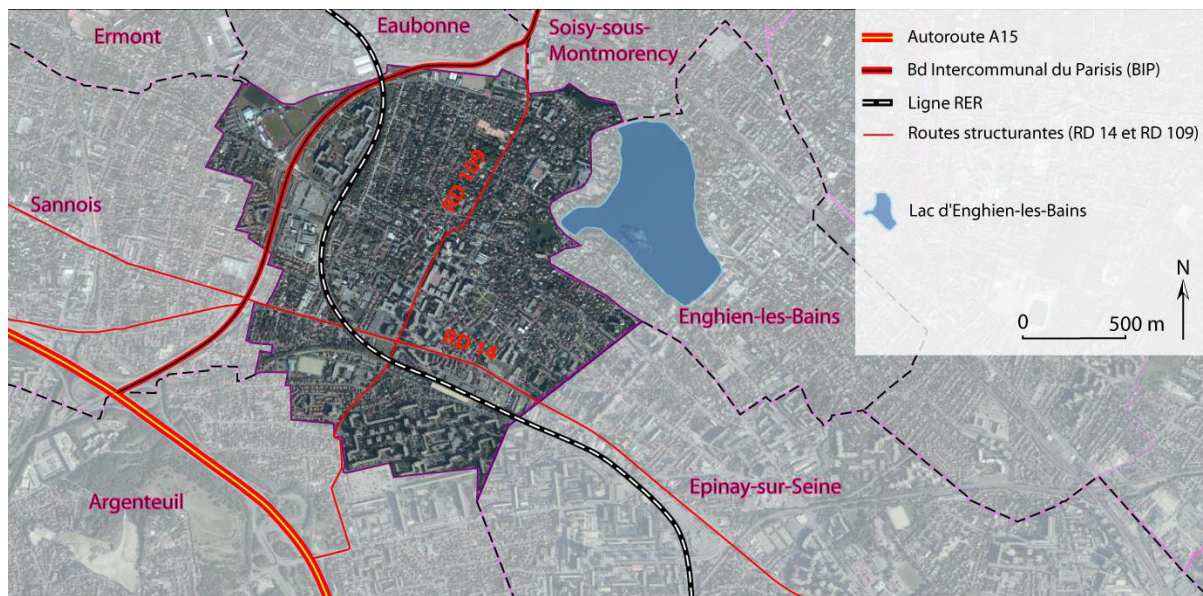 Ermont
Eaubonne
Soisy-sous-
Montmorency
Sannois
RD 109
RD 14
Enghien-les-Bains
Argenteuil
Epinay-sur-Seine
Autoroute A15
Bd Intercommunal du Parisis (BIP)
Ligne RER
Routes structurantes (RD 14 et RD 109)
Lac d'Enghien-les-Bains
N
0 500 m